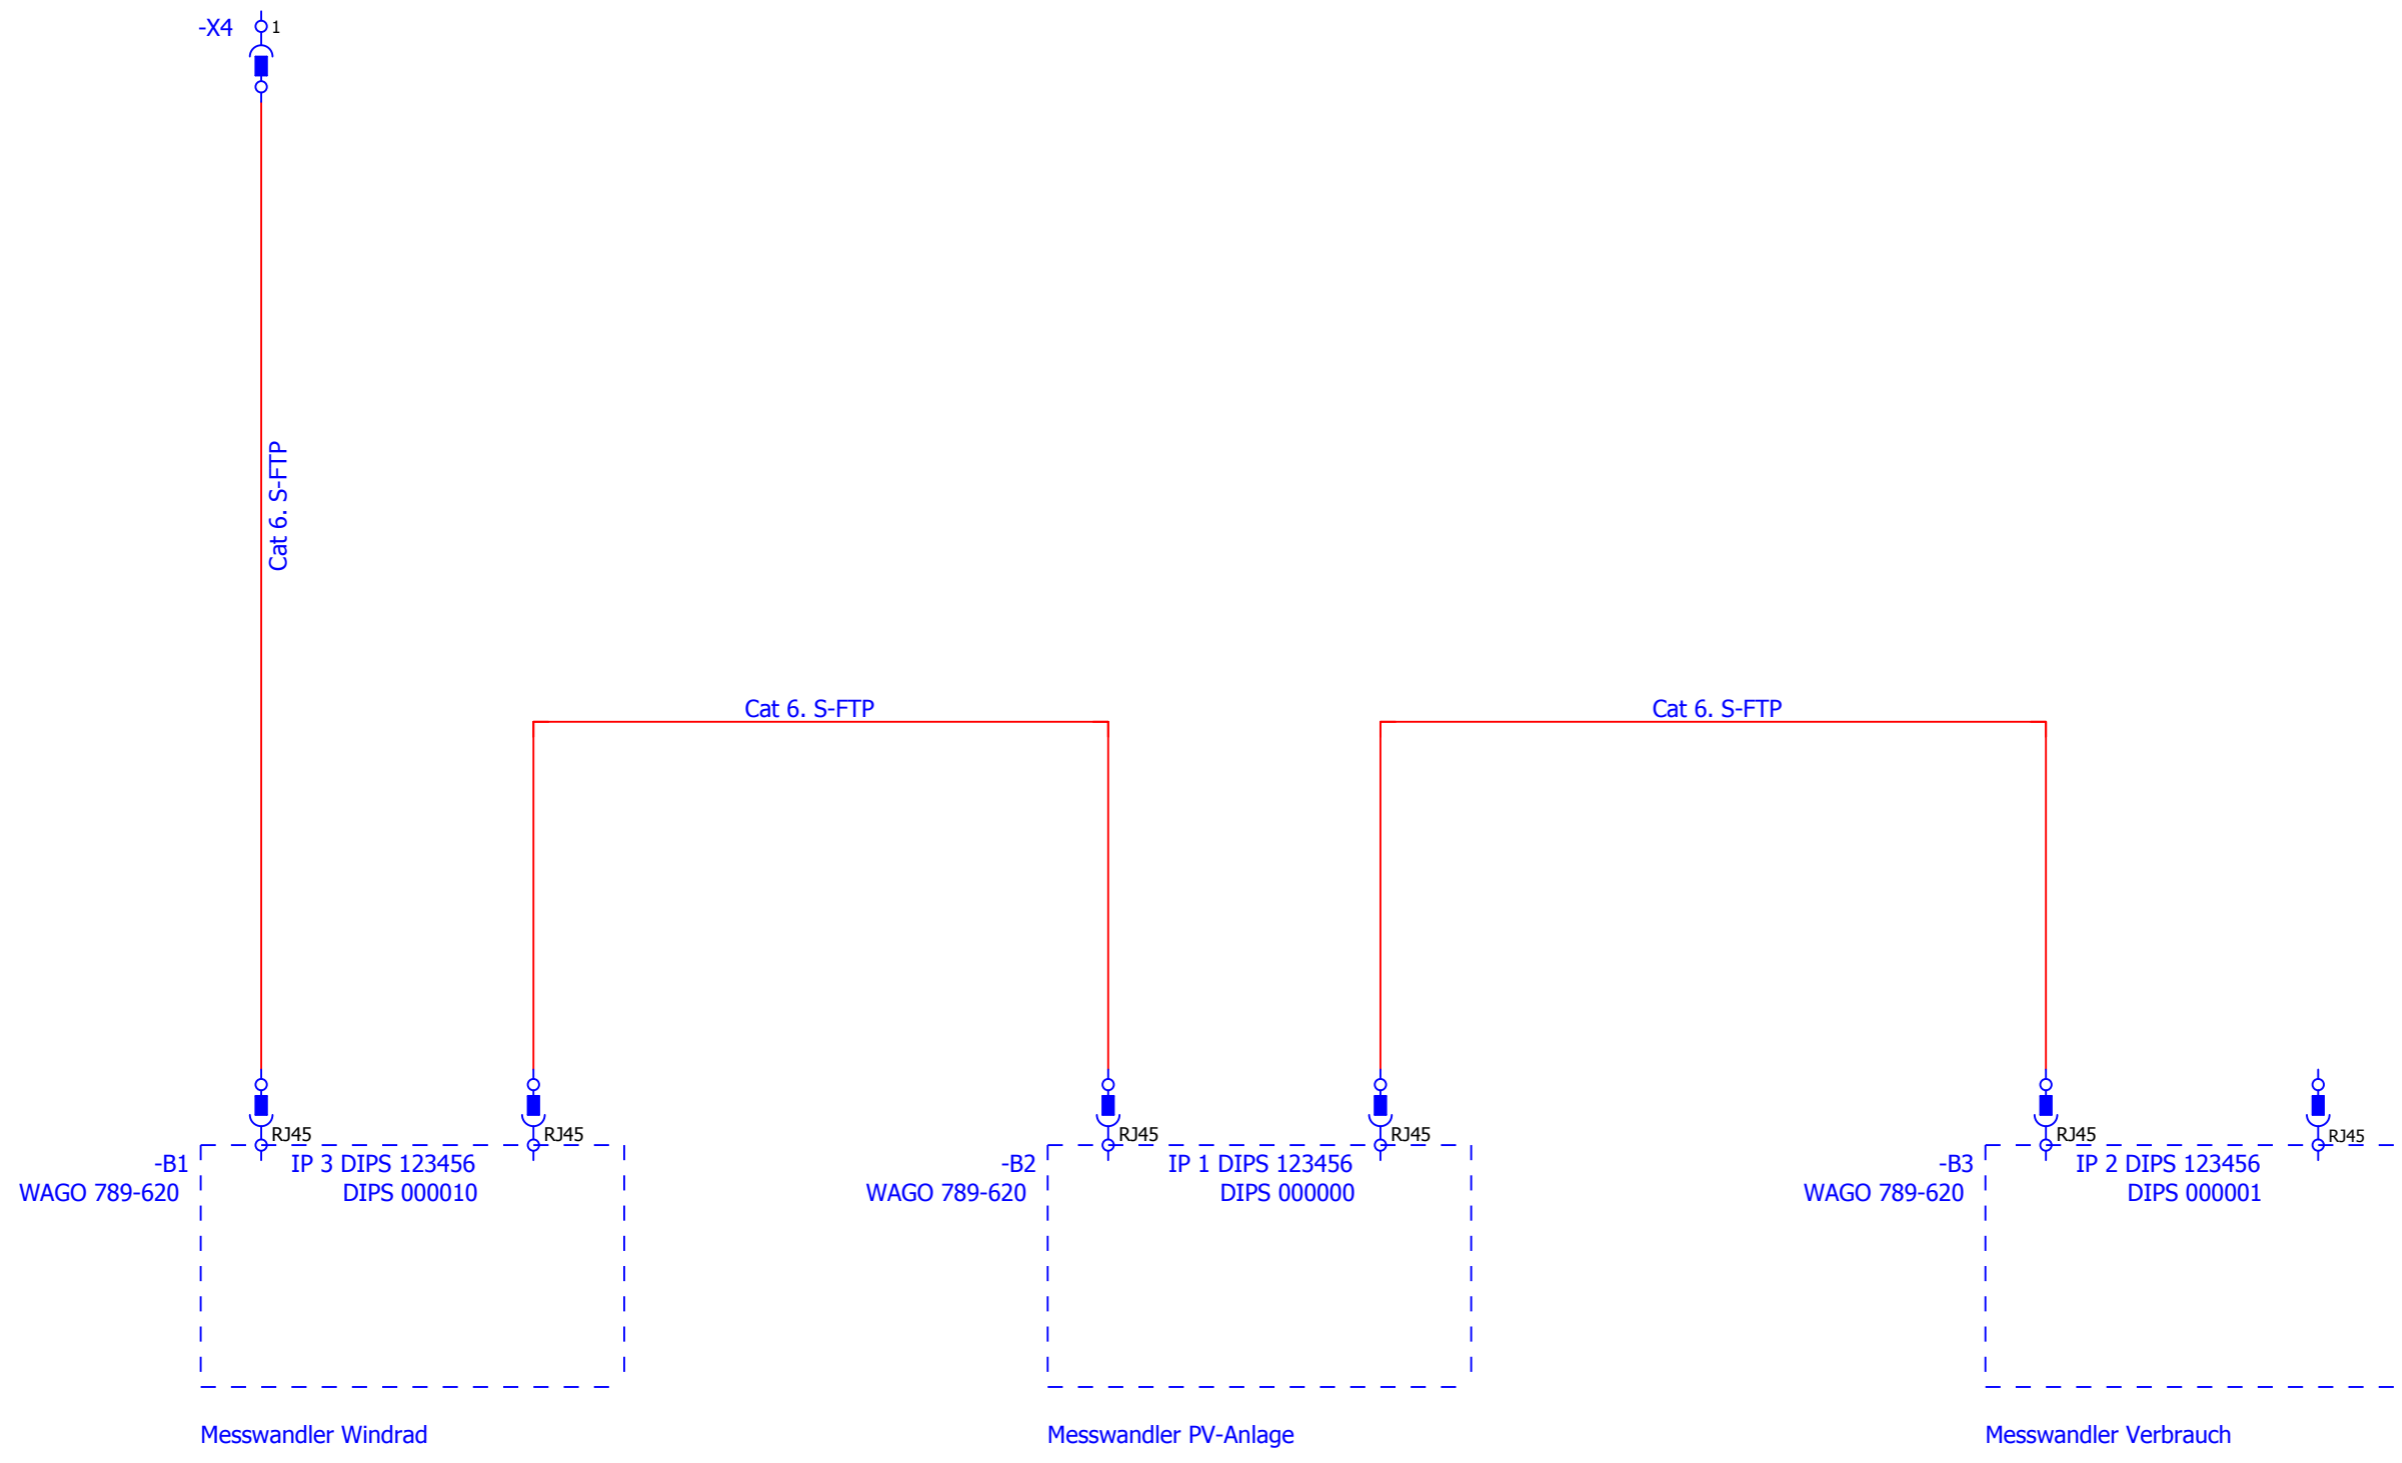 -X4
1
Cat 6. S-FTP
Cat 6. S-FTP
Cat 6. S-FTP
RJ45
RJ45
RJ45
RJ45
RJ45
RJ45
-B1
IP 3 DIPS 123456
WAGO 789-620
DIPS 000010
-B2
IP 1 DIPS 123456
WAGO 789-620
DIPS 000000
-B3
IP 2 DIPS 123456
WAGO 789-620
DIPS 000001
Messwandler Windrad
Messwandler PV-Anlage
Messwandler Verbrauch